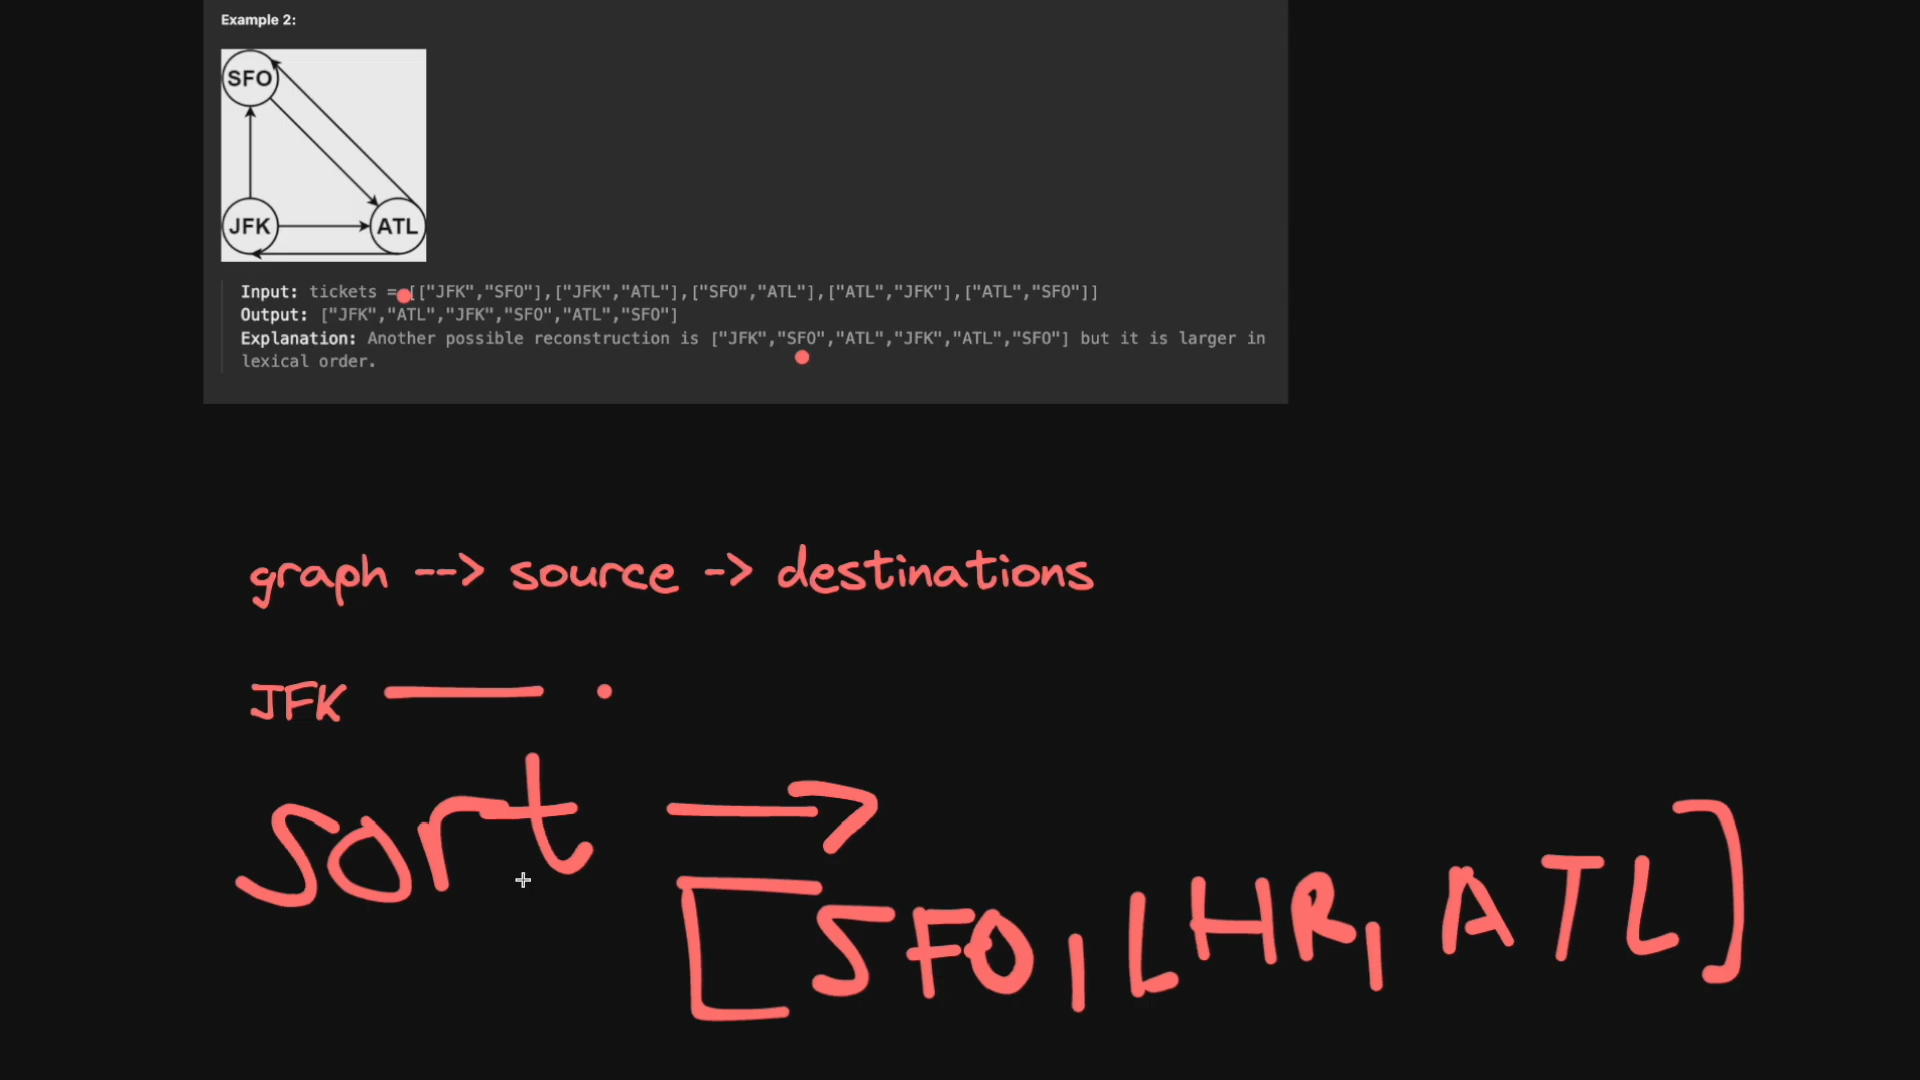 Example 2:
SFO
JFK
ATL
Input: tickets = [["JFK","SFO"],["JFK","ATL"],["SFO","ATL"],["ATL","JFK"],["ATL","SFO"]]
Output: ["JFK","ATL","JFK","SFO","ATL","SFO"]
Explanation: Another possible reconstruction is ["JFK","SFO","ATL","JFK","ATL","SFO"] but it is larger in
lexical order.
graph --> source -> destinations
JFK
Sort →
[SFO, LHR, ATL]